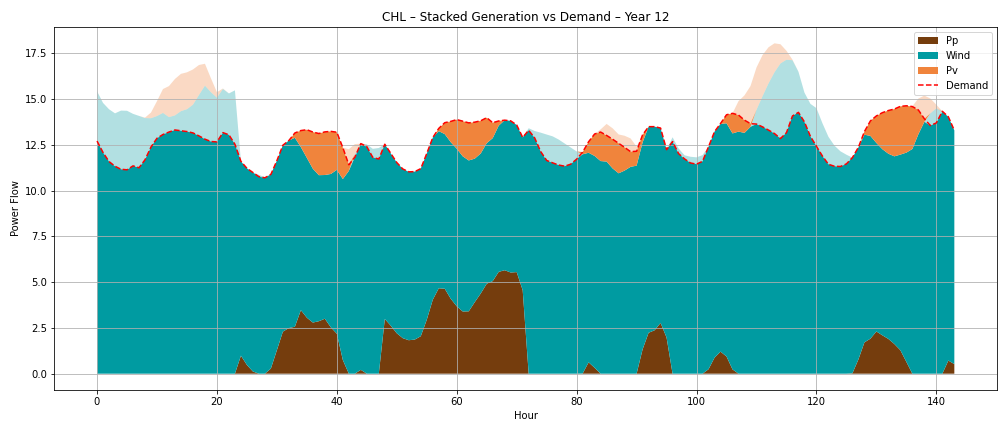 CHL – Stacked Generation vs Demand – Year 12
Pp
Wind
Pv
Demand
Power Flow
17.5
15.0
12.5
10.0
7.5
5.0
2.5
0.0
0 20 40 60 80 100 120 140
Hour